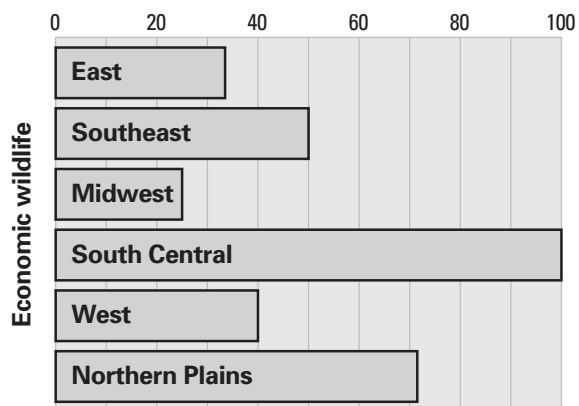 0 20 40 60 80 100
Economic wildlife
East
Southeast
Midwest
South Central
West
Northern Plains